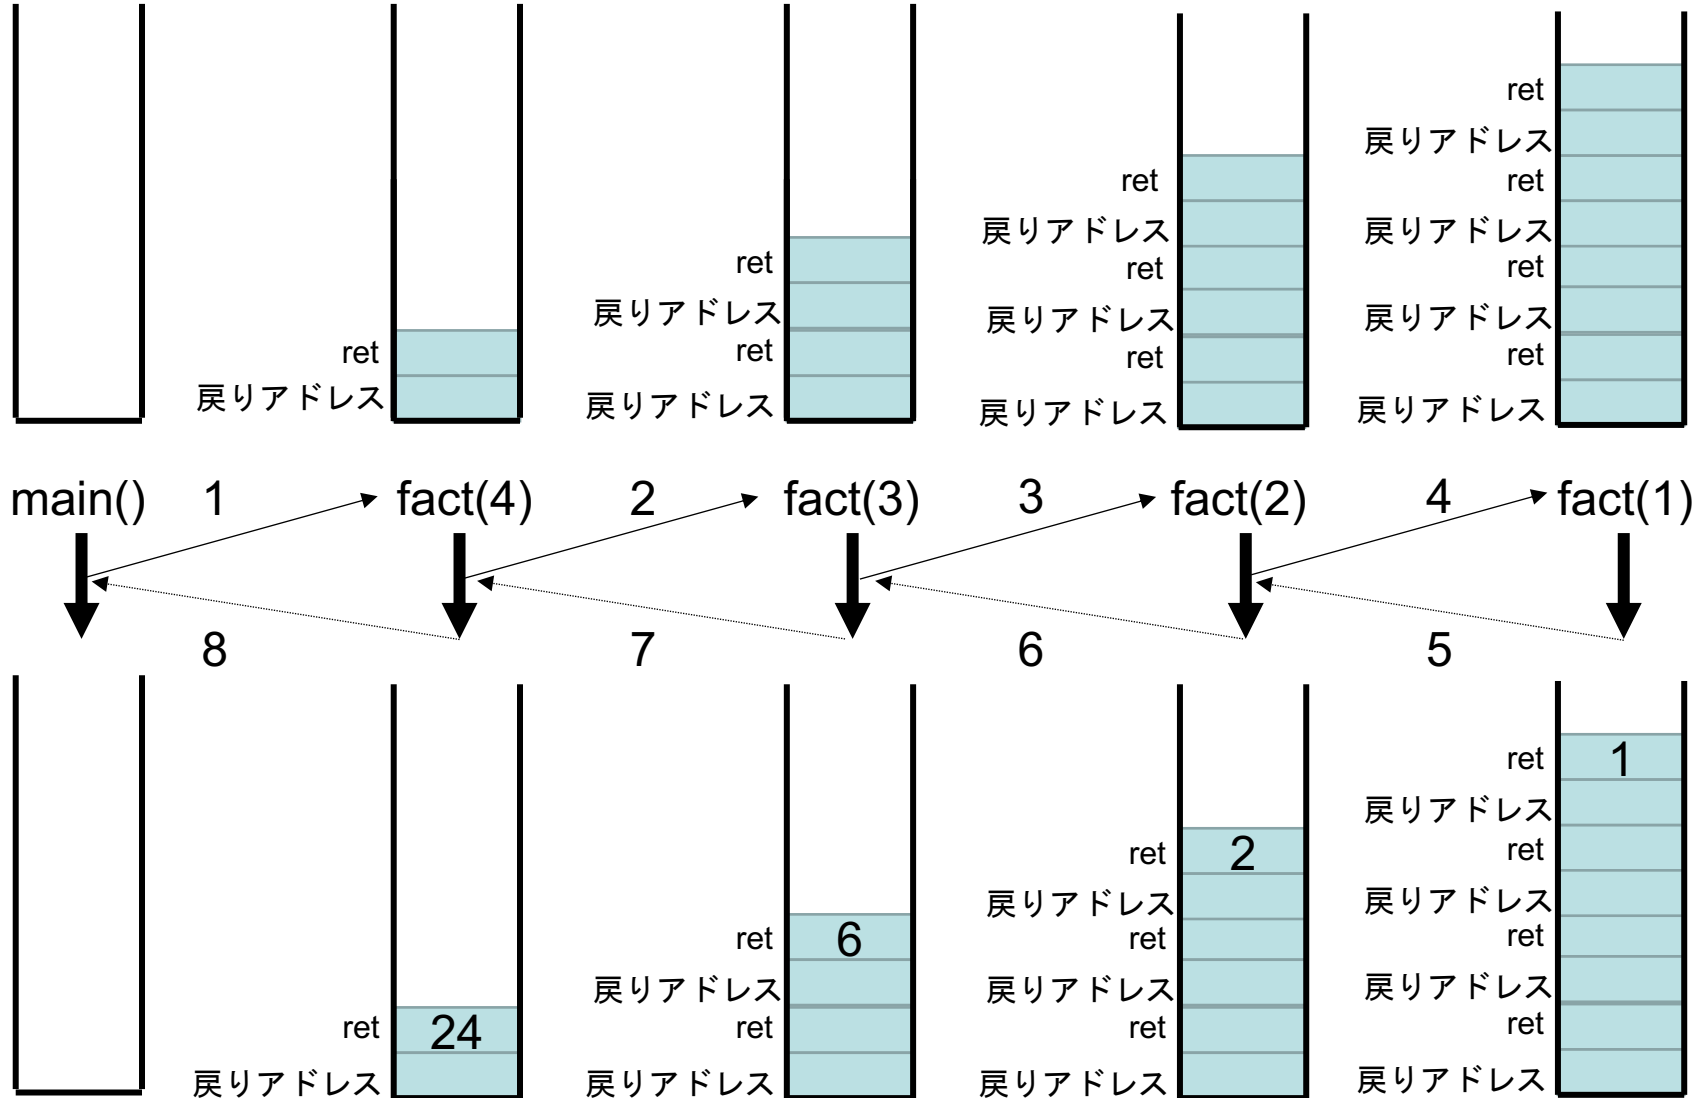 ret
戻りアドレス
ret
戻りアドレス
ret
戻りアドレス
ret
戻りアドレス
ret
戻りアドレス
ret
戻りアドレス
ret
戻りアドレス
ret
戻りアドレス
ret
戻りアドレス
ret
戻りアドレス
main() 1 fact(4) 2 fact(3) 3 fact(2) 4 fact(1)
8 7 6 5
ret 24
戻りアドレス
ret 6
戻りアドレス
ret
戻りアドレス
ret 2
戻りアドレス
ret
戻りアドレス
ret
戻りアドレス
ret 1
戻りアドレス
ret
戻りアドレス
ret
戻りアドレス
ret
戻りアドレス